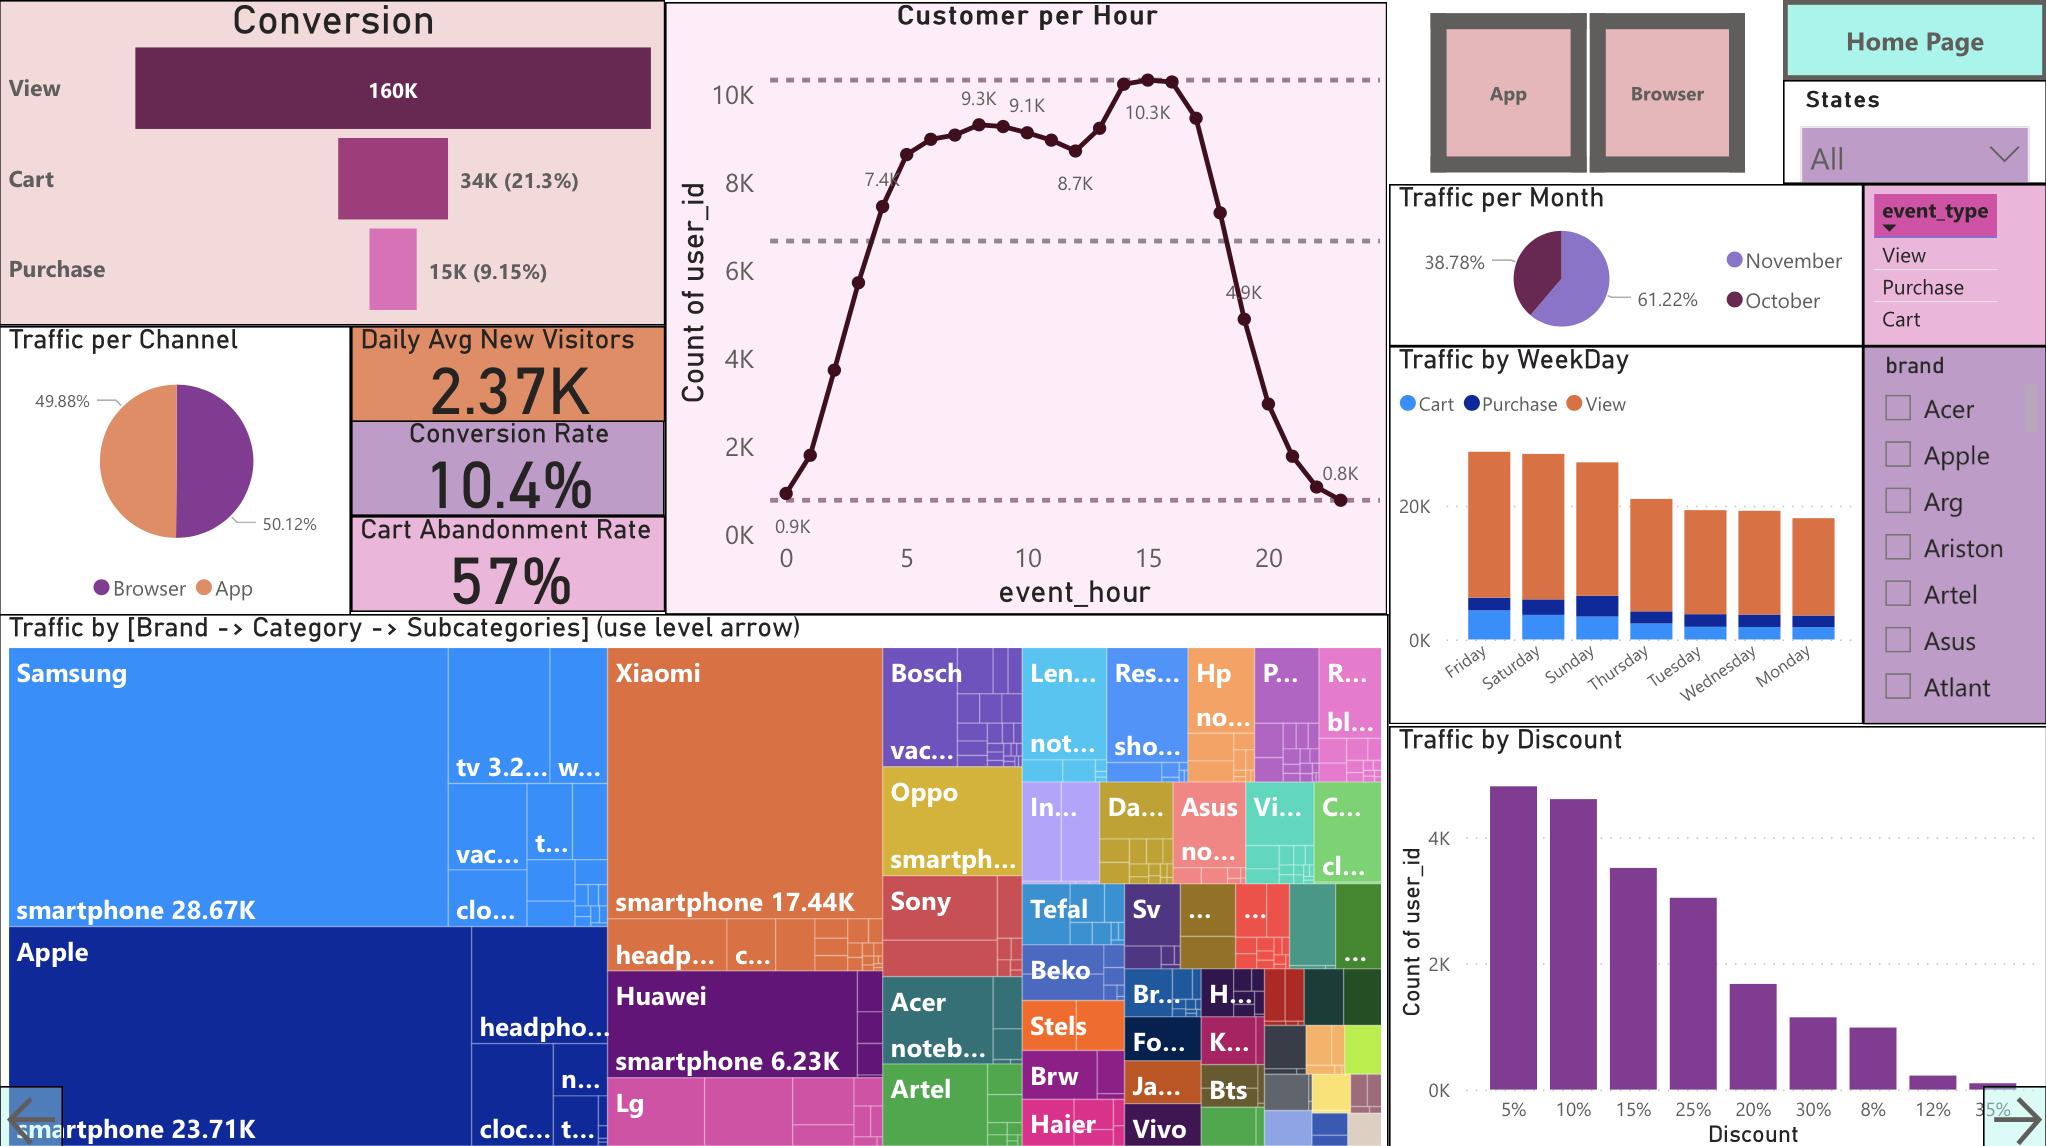 Conversion
View
160K
Cart
34K (21.3%)
Purchase
15K (9.15%)
Traffic per Channel
49.88%
50.12%
Browser
App
Daily Avg New Visitors
2.37K
Conversion Rate
10.4%
Cart Abandonment Rate
57%
Customer per Hour
Count of user_id
10K
8K
6K
4K
2K
0K
9.3K
9.1K
10.3K
7.4K
8.7K
4.9K
0.8K
0.9K
0
5
10
15
20
event_hour
App
Browser
Home Page
States
All
Traffic per Month
38.78%
61.22%
November
October
event_type
View
Purchase
Cart
Traffic by WeekDay
Cart
Purchase
View
20K
0K
Friday
Saturday
Sunday
Thursday
Tuesday
Wednesday
Monday
brand
Acer
Apple
Arg
Ariston
Artel
Asus
Atlant
Traffic by [Brand -> Category -> Subcategories] (use level arrow)
Samsung
tv 3.2...
w...
vac...
t...
clo...
smartphone 28.67K
Apple
headpho...
n...
cloc...
t...
smartphone 23.71K
Xiaomi
smartphone 17.44K
headp...
c...
Huawei
smartphone 6.23K
Lg
Bosch
vac...
Oppo
smartph...
Sony
Acer
noteb...
Artel
Len...
not...
Res...
sho...
Hp
no...
P...
R...
bl...
In...
Da...
Asus
no...
Vi...
C...
cl...
Tefal
Sv
...
...
...
Beko
Br...
H...
Stels
Fo...
K...
Brw
Ja...
Bts
Haier
Vivo
Traffic by Discount
Count of user_id
4K
2K
0K
5%
10%
15%
25%
20%
30%
8%
12%
35%
Discount